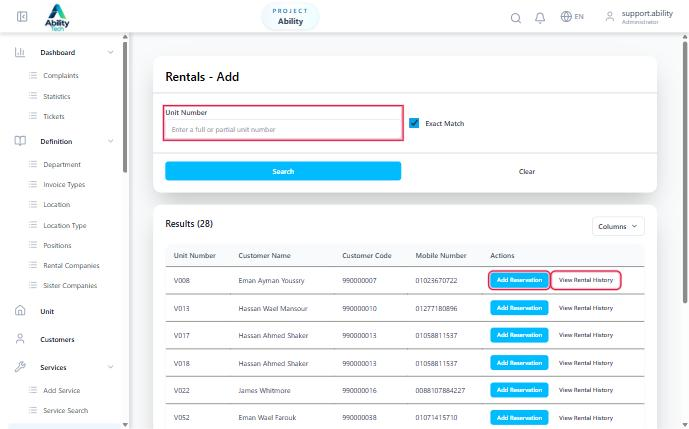 Ability
Tech
PROJECT
Ability
EN
support.ability
Administrator
Dashboard
Complaints
Statistics
Tickets
Definition
Department
Invoice Types
Location
Location Type
Positions
Rental Companies
Sister Companies
Unit
Customers
Services
Add Service
Service Search
Rentals - Add
Unit Number
Enter a full or partial unit number
Exact Match
Search
Clear
Results (28)
Columns
Unit Number Customer Name Customer Code Mobile Number Actions
V008 Eman Ayman Youssry 990000007 01023670722 Add Reservation View Rental History
V013 Hassan Wael Mansour 990000010 01277180896 Add Reservation View Rental History
V017 Hassan Ahmed Shaker 990000013 01058811537 Add Reservation View Rental History
V018 Hassan Ahmed Shaker 990000013 01058811537 Add Reservation View Rental History
V022 James Whitmore 990000016 0088107884227 Add Reservation View Rental History
V052 Eman Wael Farouk 990000038 01071415710 Add Reservation View Rental History